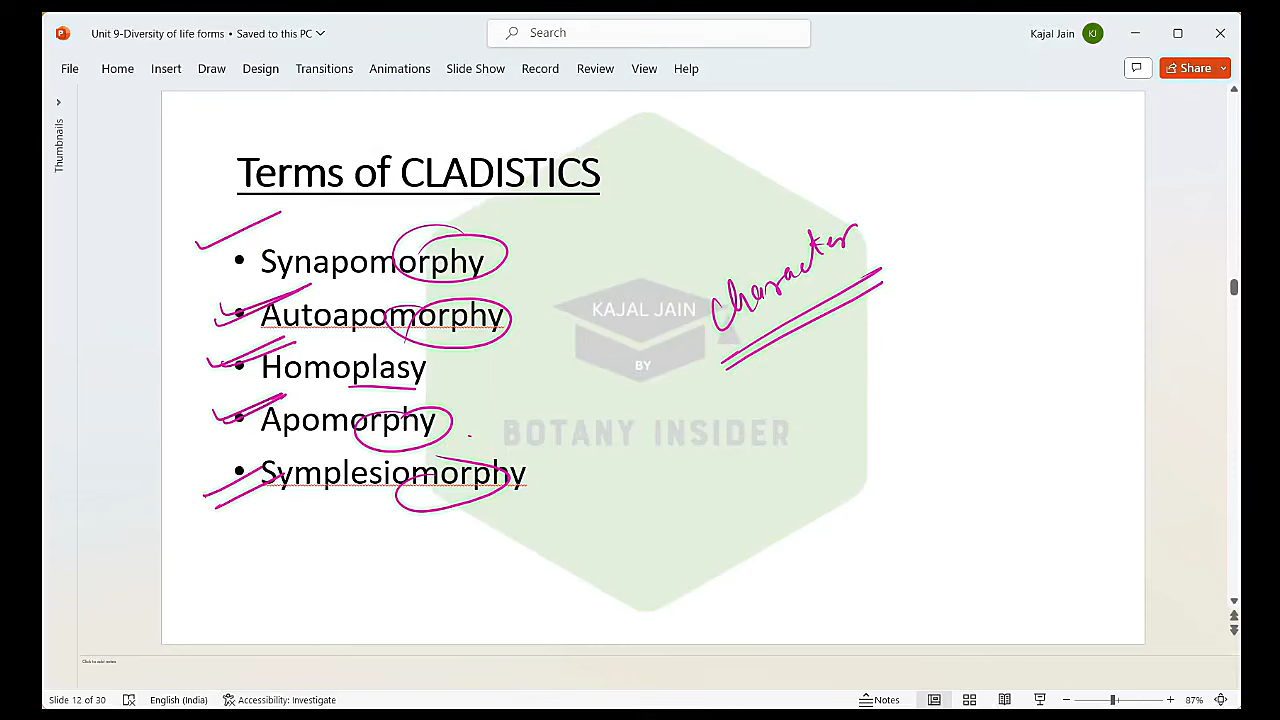 Unit 9-Diversity of life forms • Saved to this PC
Search
Kajal Jain
KJ
File Home Insert Draw Design Transitions Animations Slide Show Record Review View Help
Share
Thumbnails
Terms of CLADISTICS
• Synapomorphy
• Autoapomorphy
• Homoplasy
• Apomorphy
• Symplesiomorphy
Character
KAJAL JAIN
BY
BOTANY INSIDER
Click to add notes
Slide 12 of 30 English (India) Accessibility: Investigate Notes 87%